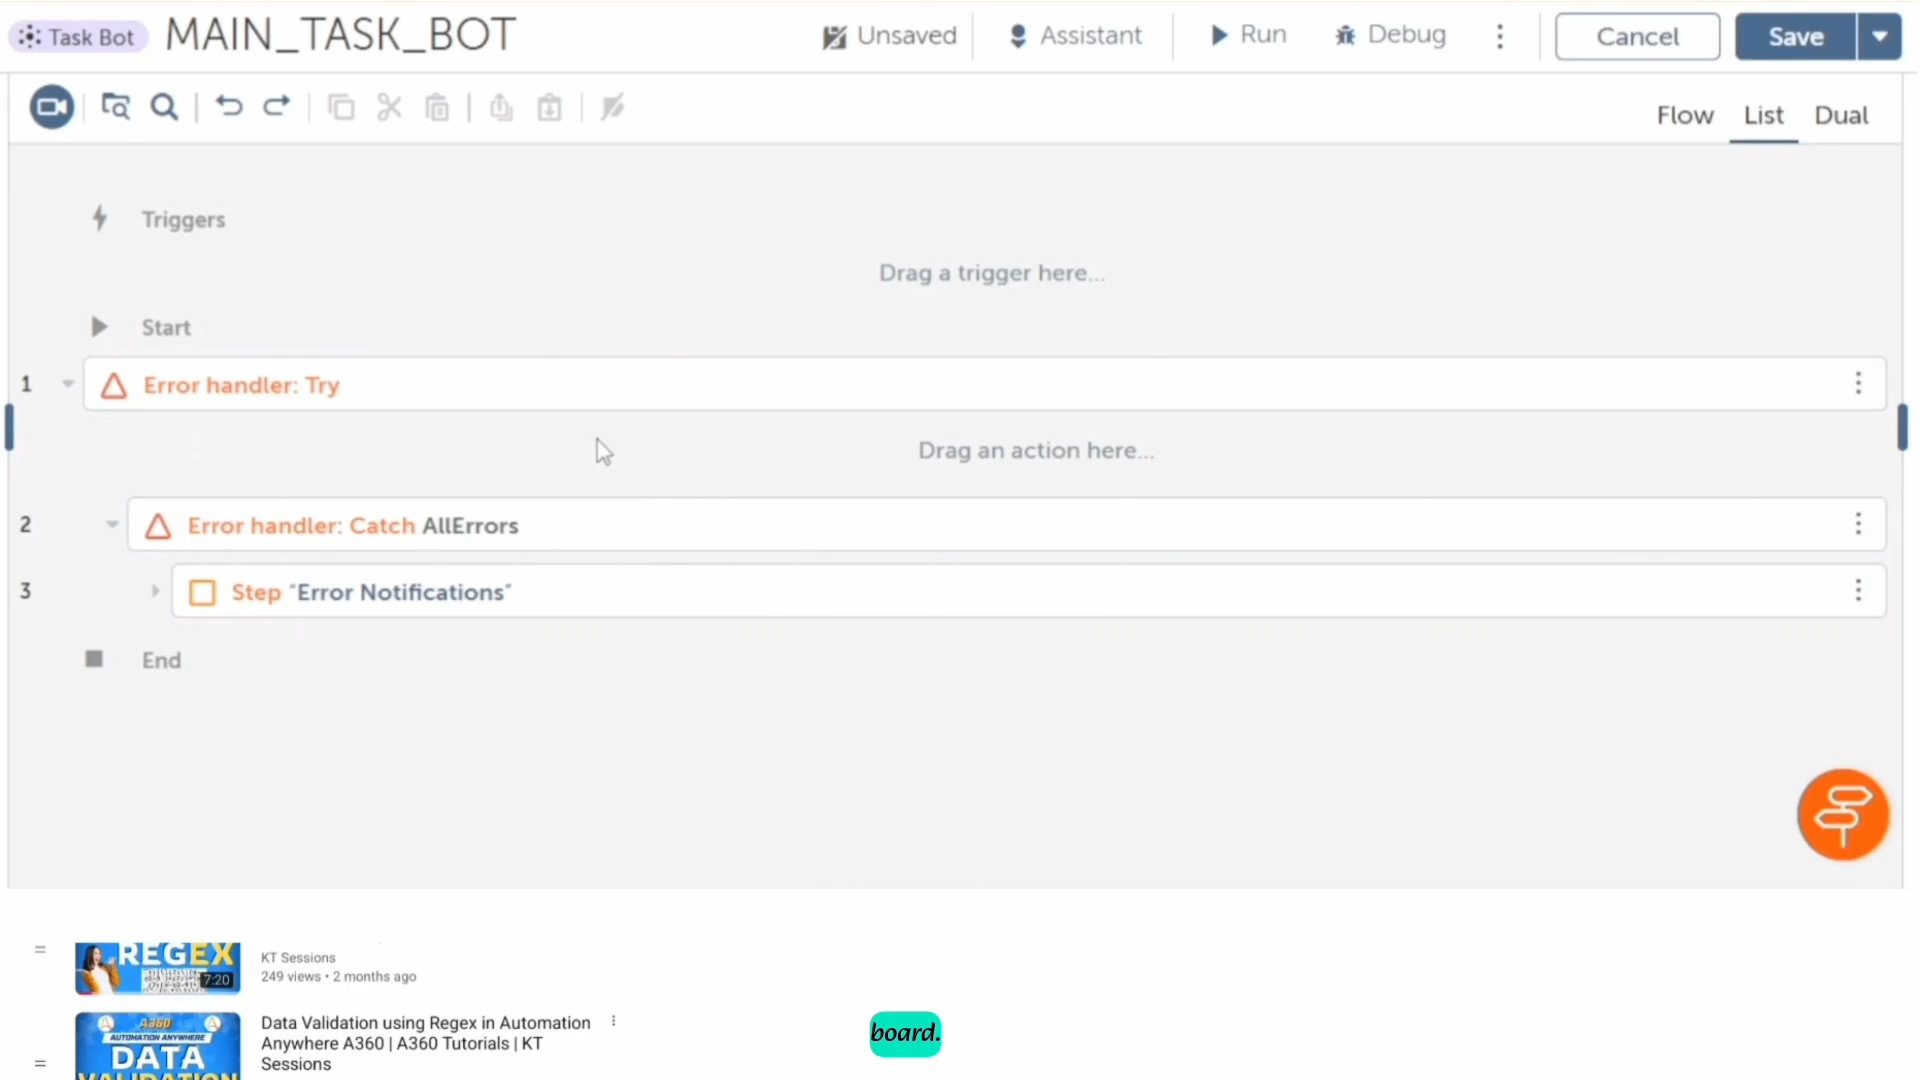 Task Bot MAIN_TASK_BOT Unsaved Assistant Run Debug Cancel Save
Flow List Dual
Triggers
Drag a trigger here...
Start
1 Error handler: Try
Drag an action here...
2 Error handler: Catch AllErrors
3 Step "Error Notifications"
End
REGEX
7:20
KT Sessions
249 views • 2 months ago
A360
AUTOMATION ANYWHERE
DATA
VALIDATION
Data Validation using Regex in Automation
Anywhere A360 | A360 Tutorials | KT
Sessions
board.